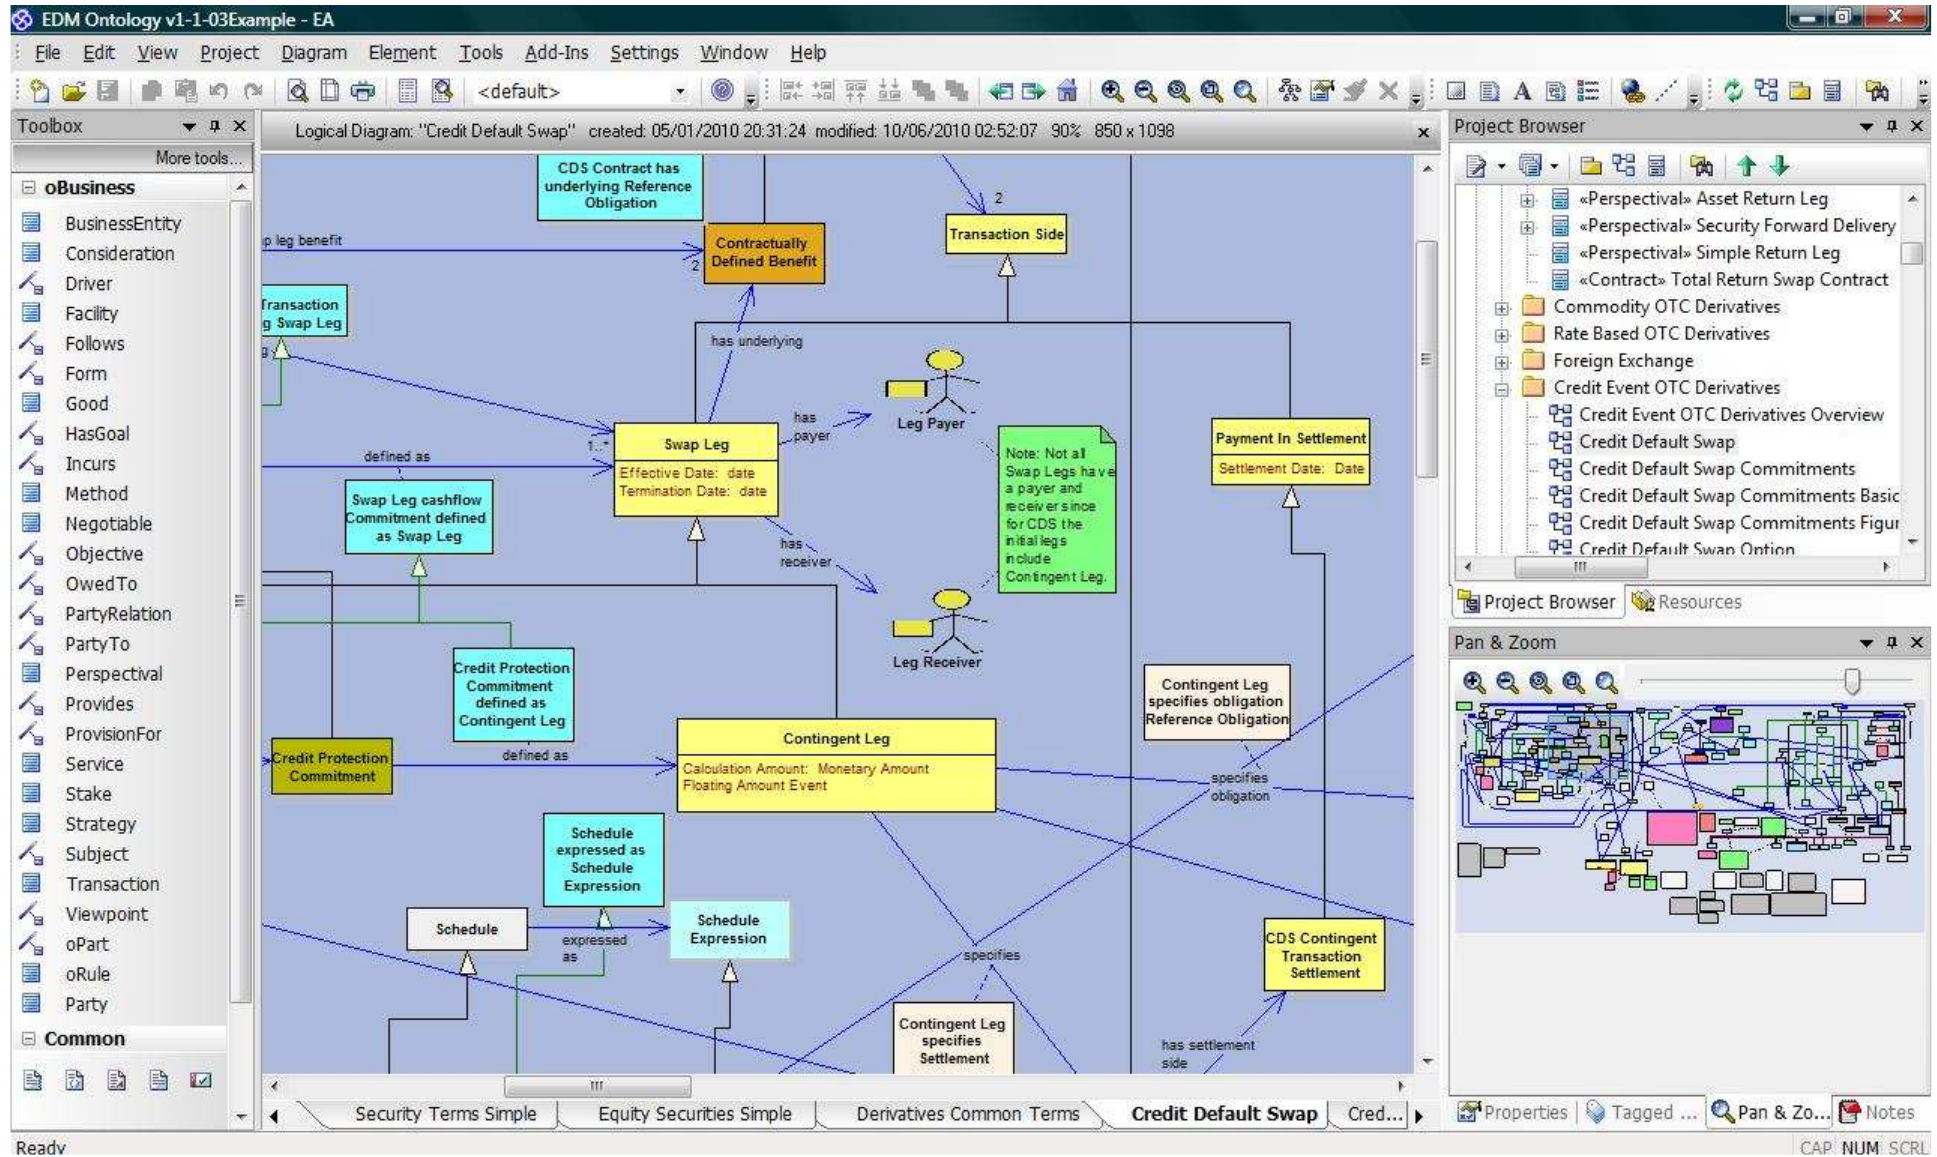 EDM Ontology v1-1-03Example - EA
File Edit View Project Diagram Element Tools Add-Ins Settings Window Help
<default>
Toolbox
More tools...
oBusiness
BusinessEntity
Consideration
Driver
Facility
Follows
Form
Good
HasGoal
Incurs
Method
Negotiable
Objective
OwedTo
PartyRelation
PartyTo
Perspectival
Provides
ProvisionFor
Service
Stake
Strategy
Subject
Transaction
Viewpoint
oPart
oRule
Party
Common
Logical Diagram: "Credit Default Swap" created: 05/01/2010 20:31:24 modified: 10/06/2010 02:52:07 90% 850 x 1098
CDS Contract has
underlying Reference
Obligation
2
Transaction Side
p leg benefit
2
Contractually
Defined Benefit
Transaction
g Swap Leg
g
has underlying
has
payer
Leg Payer
1..*
Swap Leg
Effective Date: date
Termination Date: date
defined as
Swap Leg cashflow
Commitment defined
as Swap Leg
Note: Not all
Swap Legs have
a payer and
receiver since
for CDS the
initial legs
include
Contingent Leg.
Payment In Settlement
Settlement Date: Date
has
receiver
Leg Receiver
Credit Protection
Commitment
defined as
Contingent Leg
Contingent Leg
specifies obligation
Reference Obligation
Credit Protection
Commitment
defined as
Contingent Leg
Calculation Amount: Monetary Amount
Floating Amount Event
specifies
obligation
Schedule
expressed as
Schedule
Expression
Schedule
expressed
as
Schedule
Expression
specifies
CDS Contingent
Transaction
Settlement
Contingent Leg
specifies
Settlement
has settlement
side
Security Terms Simple Equity Securities Simple Derivatives Common Terms Credit Default Swap Cred...
Project Browser
«Perspectival» Asset Return Leg
«Perspectival» Security Forward Delivery
«Perspectival» Simple Return Leg
«Contract» Total Return Swap Contract
Commodity OTC Derivatives
Rate Based OTC Derivatives
Foreign Exchange
Credit Event OTC Derivatives
Credit Event OTC Derivatives Overview
Credit Default Swap
Credit Default Swap Commitments
Credit Default Swap Commitments Basic
Credit Default Swap Commitments Figur
Credit Default Swap Option
Project Browser Resources
Pan & Zoom
Properties Tagged ... Pan & Zo... Notes
Ready
CAP NUM SCRL